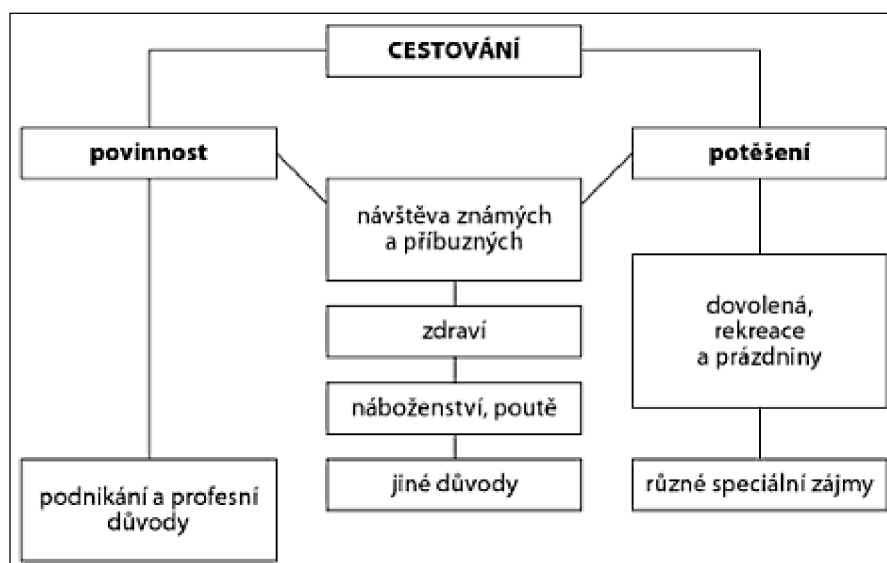 CESTOVÁNÍ
povinnost
potěšení
návštěva známých
a příbuzných
dovolená,
rekreace
a prázdniny
zdraví
náboženství, poutě
podnikání a profesní
důvody
jiné důvody
různé speciální zájmy